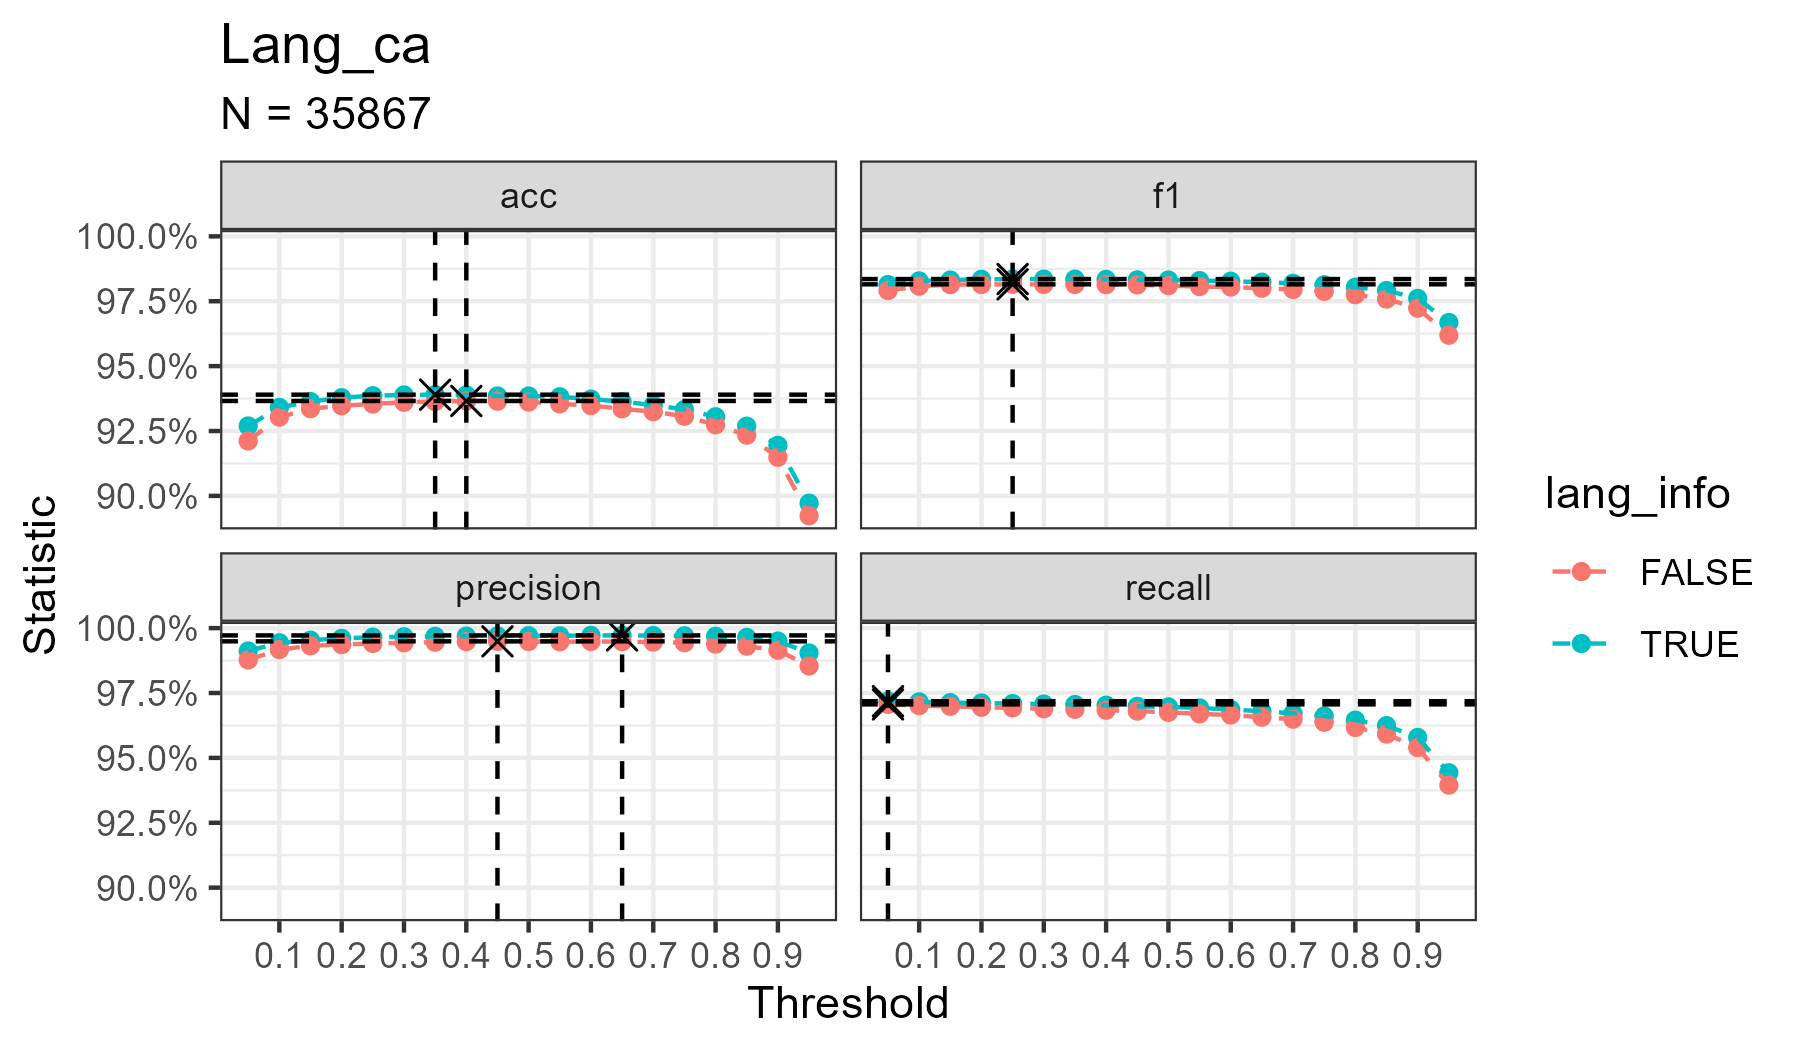 Lang_ca
N = 35867
acc
f1
100.0%
97.5%
95.0%
92.5%
90.0%
precision
recall
100.0%
97.5%
95.0%
92.5%
90.0%
0.1 0.2 0.3 0.4 0.5 0.6 0.7 0.8 0.9
0.1 0.2 0.3 0.4 0.5 0.6 0.7 0.8 0.9
Threshold
Statistic
lang_info
FALSE
TRUE